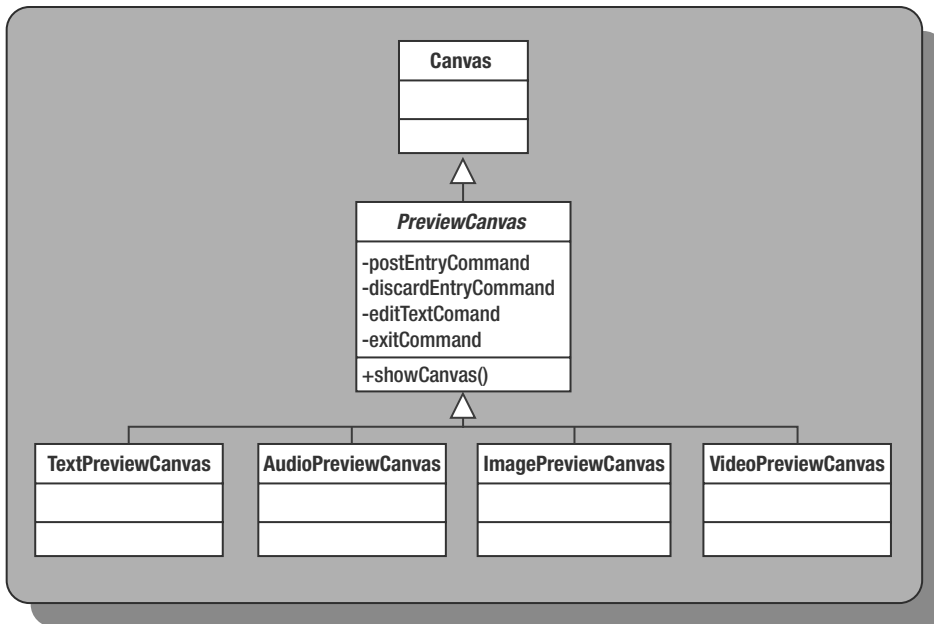 Canvas
PreviewCanvas
-postEntryCommand
-discardEntryCommand
-editTextComand
-exitCommand
+showCanvas()
TextPreviewCanvas
AudioPreviewCanvas
ImagePreviewCanvas
VideoPreviewCanvas